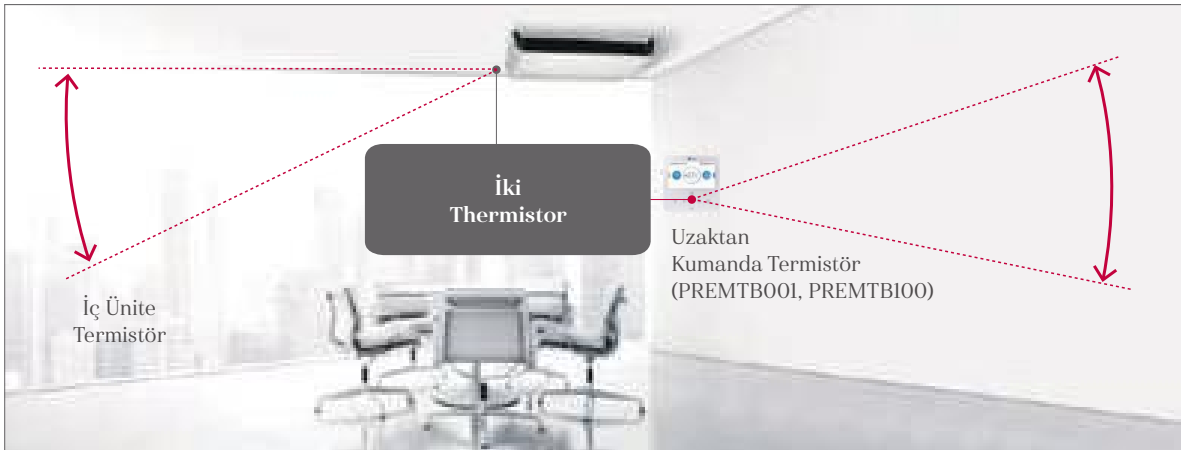 İki
Thermistor
Uzaktan
Kumanda Termistör
(PREMTB001, PREMTB100)
İç Ünite
Termistör